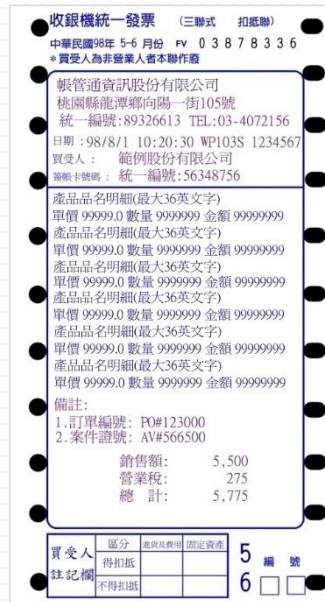 收銀機統一發票 (三聯式 扣抵聯)
中華民國98年 5-6 月份 FV 03878336
*買受人為非營業人者本聯作廢
帳管通資訊股份有限公司
桃園縣龍潭鄉向陽一街105號
統一編號:89326613 TEL:03-4072156
日期 :98/8/1 10:20:30 WP103S 1234567
買受人 : 範例股份有限公司
簽帳卡號碼 : 統一編號:56348756
產品品名明細(最大36英文字)
單價 99999.0 數量 9999999 金額 99999999
產品品名明細(最大36英文字)
單價 99999.0 數量 9999999 金額 99999999
產品品名明細(最大36英文字)
單價 99999.0 數量 9999999 金額 99999999
產品品名明細(最大36英文字)
單價 99999.0 數量 9999999 金額 99999999
產品品名明細(最大36英文字)
單價 99999.0 數量 9999999 金額 99999999
產品品名明細(最大36英文字)
單價 99999.0 數量 9999999 金額 99999999
備註:
1.訂單編號: PO#123000
2.案件證號: AV#566500
銷售額: 5,500
營業稅: 275
總 計: 5,775
買受人註記欄
區分 進貨及費用 固定資產
得扣抵
不得扣抵
5 編 號
6